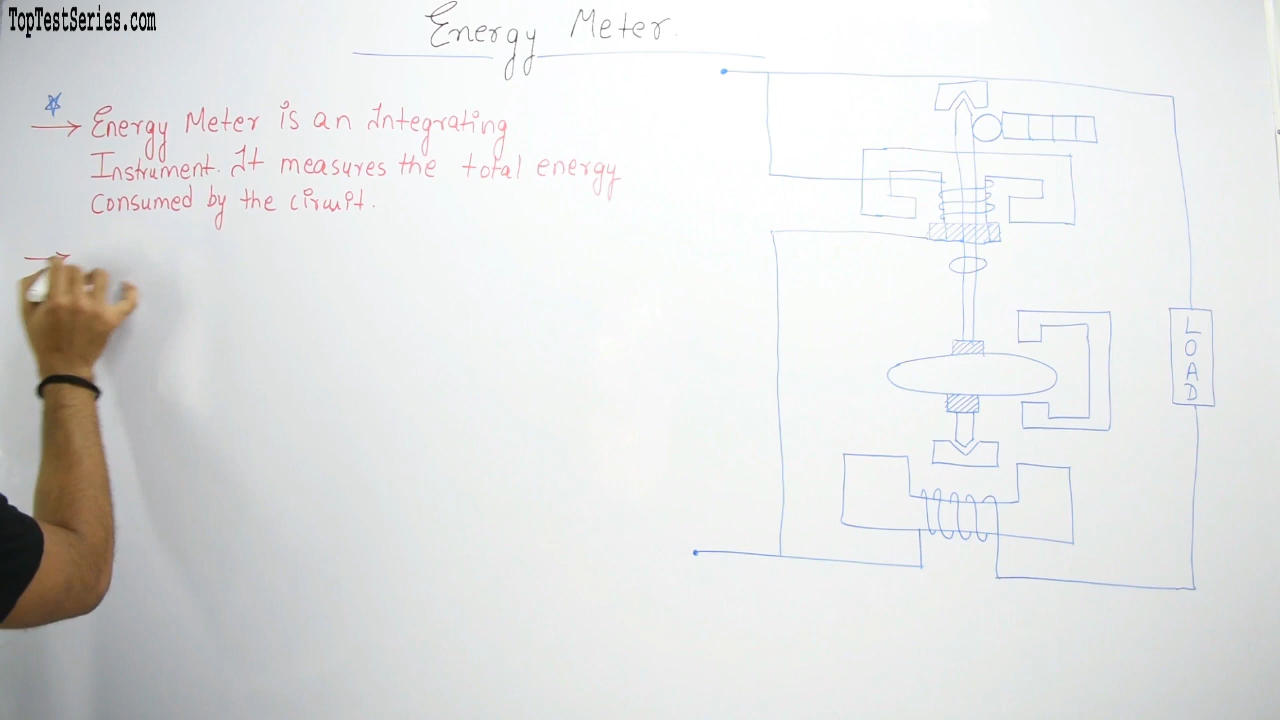 TopTestSeries.com
Energy Meter.
Energy Meter is an Integrating
Instrument. It measures the total energy
consumed by the circuit.
LOAD